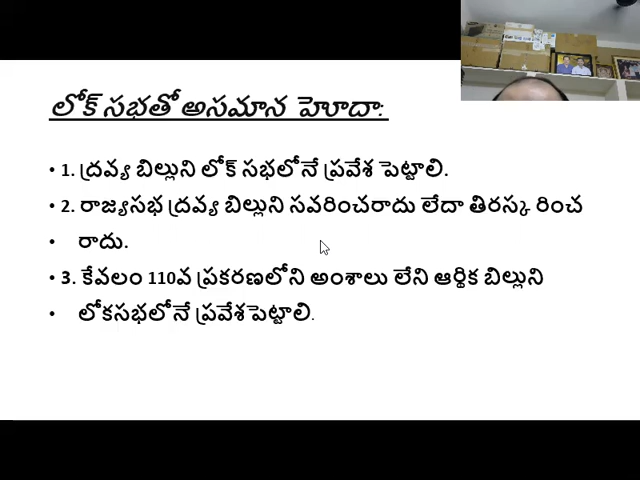 లోక్ సభతో అసమాన హెూదా:
• 1. ద్రవ్య బిల్లుని లోక్ సభలోనే ప్రవేశ పెట్టాలి.
• 2. రాజ్యసభ ద్రవ్య బిల్లుని సవరించరాదు లేదా తిరస్క రించ
• రాదు.
• 3. కేవలం 110వ ప్రకరణలోని అంశాలు లేని ఆర్థిక బిల్లుని
• లోకసభలోనే ప్రవేశపెట్టాలి.